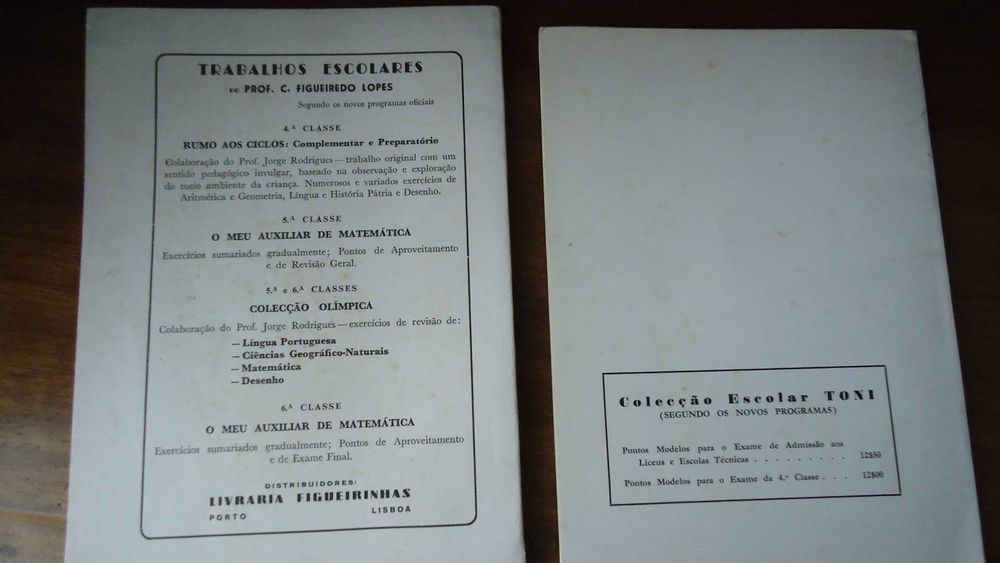 TRABALHOS ESCOLARES
DO PROF. C. FIGUEIREDO LOPES
Segundo os novos programas oficiais
4.ª CLASSE
RUMO AOS CICLOS: Complementar e Preparatório
Colaboração do Prof. Jorge Rodrigues — trabalho original com um
sentido pedagógico invulgar, baseado na observação e exploração
do meio ambiente da criança. Numerosos e variados exercícios de
Aritmética e Geometria, Língua e História Pátria e Desenho.
5.ª CLASSE
O MEU AUXILIAR DE MATEMÁTICA
Exercícios sumariados gradualmente; Pontos de Aproveitamento
e de Revisão Geral.
5.ª e 6.ª CLASSES
COLECÇÃO OLÍMPICA
Colaboração do Prof. Jorge Rodrigues — exercícios de revisão de:
— Língua Portuguesa
— Ciências Geográfico-Naturais
— Matemática
— Desenho
6.ª CLASSE
O MEU AUXILIAR DE MATEMÁTICA
Exercícios sumariados gradualmente; Pontos de Aproveitamento
e de Exame Final.
DISTRIBUIDORES:
LIVRARIA FIGUEIRINHAS
PORTO LISBOA
Colecção Escolar TONI
(SEGUNDO OS NOVOS PROGRAMAS)
Pontos Modelos para o Exame de Admissão aos
Liceus e Escolas Técnicas . . . . . . . . . 12$50
Pontos Modelos para o Exame da 4.ª Classe . . . 12$00